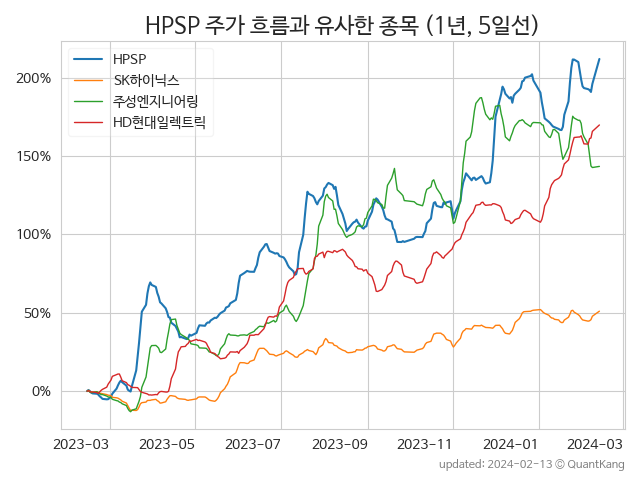 HPSP 주가 흐름과 유사한 종목 (1년, 5일선)
HPSP
SK하이닉스
주성엔지니어링
HD현대일렉트릭
200%
150%
100%
50%
0%
2023-03 2023-05 2023-07 2023-09 2023-11 2024-01 2024-03
updated: 2024-02-13 © QuantKang